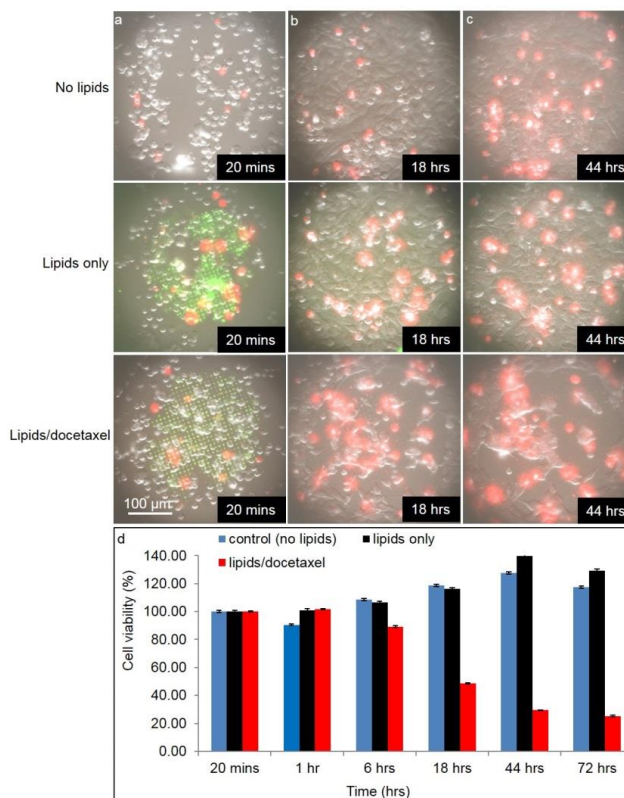 a b c
No lipids
20 mins 18 hrs 44 hrs
Lipids only
20 mins 18 hrs 44 hrs
Lipids/docetaxel
100 µm
20 mins 18 hrs 44 hrs
d
control (no lipids) lipids only
lipids/docetaxel
Cell viability (%)
140.00
120.00
100.00
80.00
60.00
40.00
20.00
0.00
20 mins 1 hr 6 hrs 18 hrs 44 hrs 72 hrs
Time (hrs)